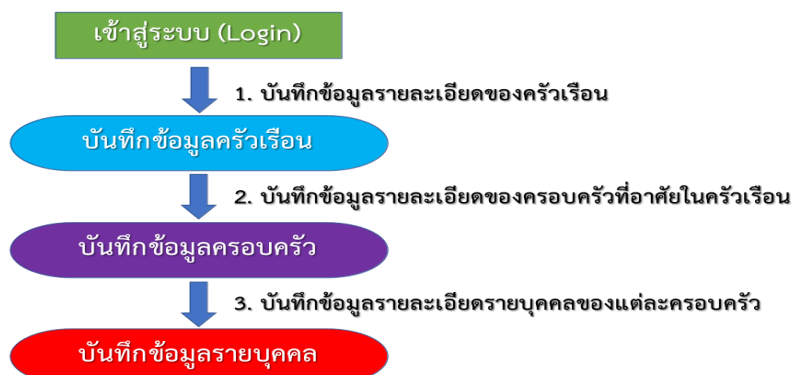 เข้าสู่ระบบ (Login)
1. บันทึกข้อมูลรายละเอียดของครัวเรือน
บันทึกข้อมูลครัวเรือน
2. บันทึกข้อมูลรายละเอียดของครอบครัวที่อาศัยในครัวเรือน
บันทึกข้อมูลครอบครัว
3. บันทึกข้อมูลรายละเอียดรายบุคคลของแต่ละครอบครัว
บันทึกข้อมูลรายบุคคล